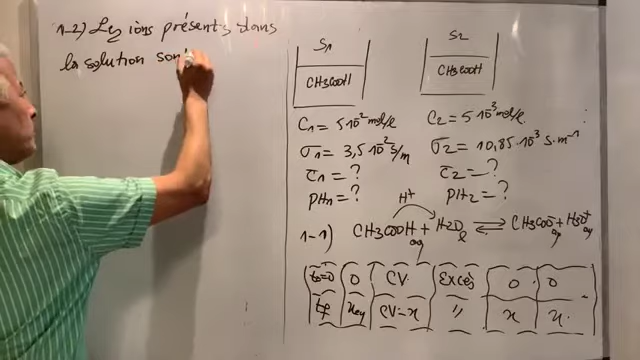 1-2) Les ions présents dans
la solution son
S1
CH3COOH
S2
CH3COOH
C1 = 5 10^-2 mol/l
C2 = 5 10^-3 mol/l
σ1 = 3,5 10^-2 S/m
σ2 = 10,85 10^-3 S.m^-1
τ1 = ?
τ2 = ?
pH1 = ?
pH2 = ?
H+
1-1) CH3COOH aq + H2O l ⇌ CH3COO- aq + H3O+ aq
t0=0 0 CV Excès 0 0
tf xeq CV-x " x x